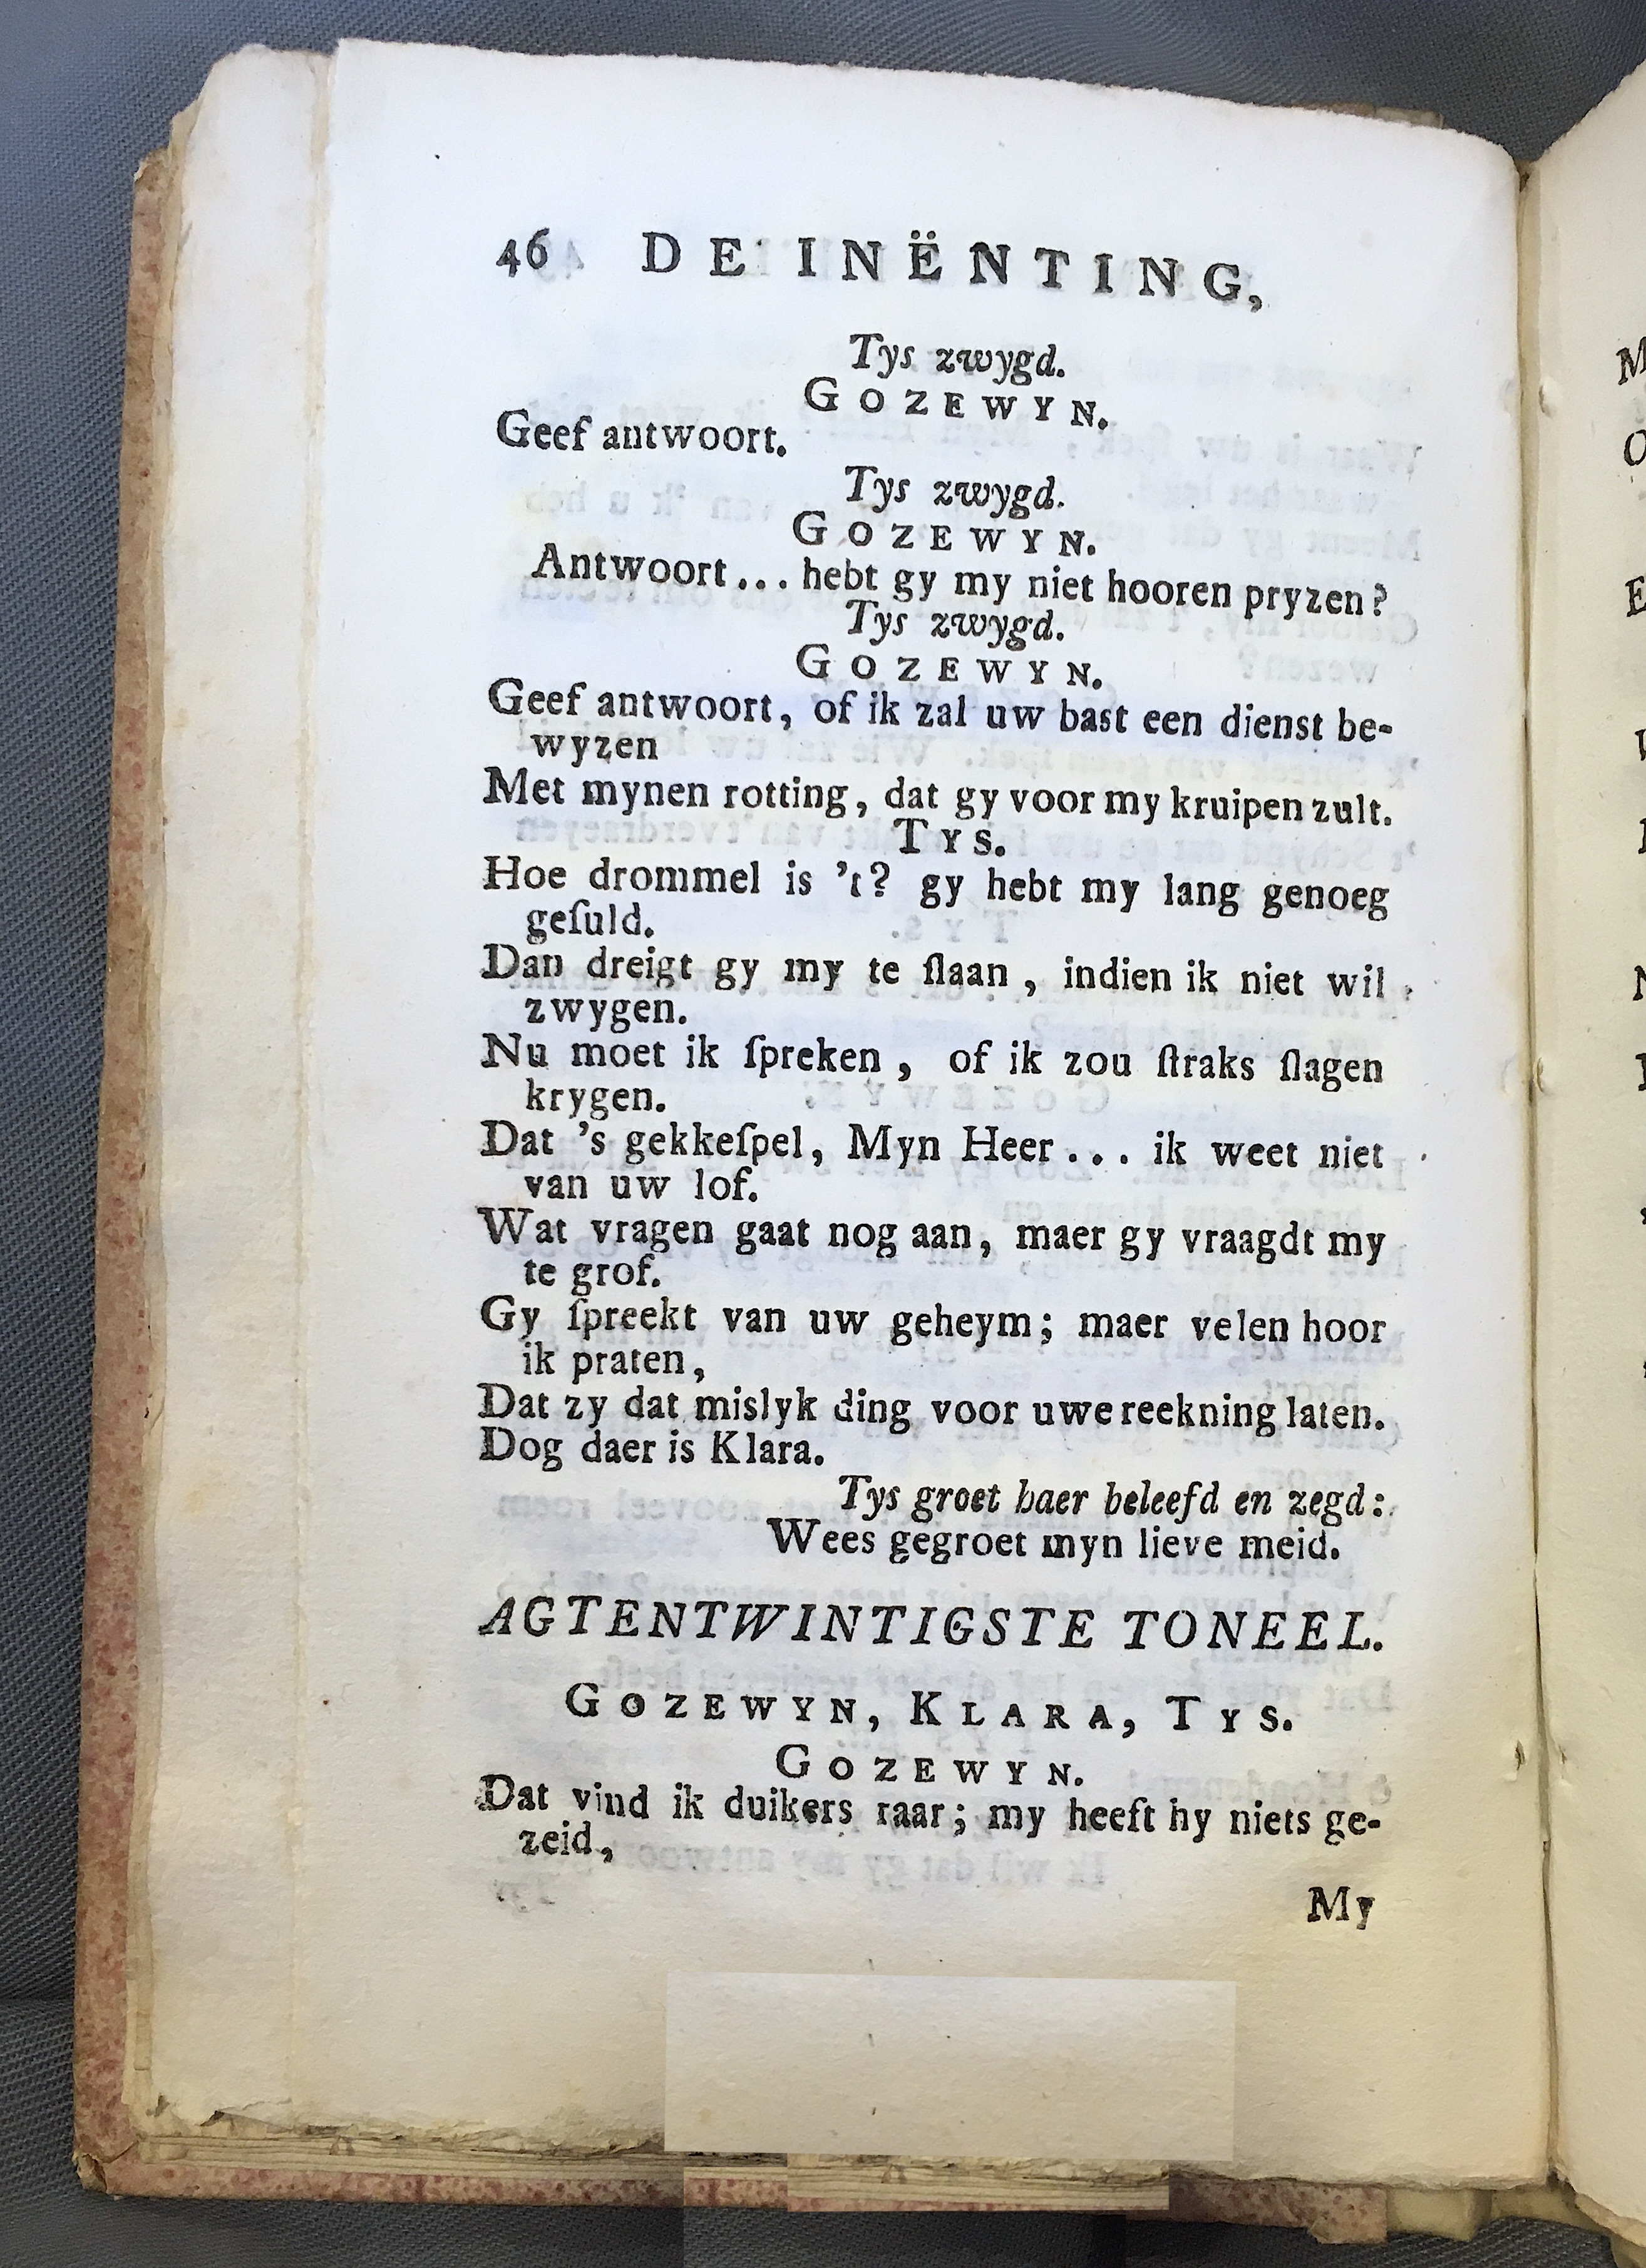 46 DE INËNTING,
Tys zwygd.
GOZEWYN.
Geef antwoort.
Tys zwygd.
GOZEWYN.
Antwoort... hebt gy my niet hooren pryzen?
Tys zwygd.
GOZEWYN.
Geef antwoort, of ik zal uw bast een dienst be-
wyzen
Met mynen rotting, dat gy voor my kruipen zult.
TYS.
Hoe drommel is 't? gy hebt my lang genoeg
geſuld.
Dan dreigt gy my te ſlaan, indien ik niet wil
zwygen.
Nu moet ik ſpreken, of ik zou ſtraks ſlagen
krygen.
Dat 's gekkeſpel, Myn Heer... ik weet niet
van uw lof.
Wat vragen gaat nog aan, maer gy vraagdt my
te grof.
Gy ſpreekt van uw geheym; maer velen hoor
ik praten,
Dat zy dat mislyk ding voor uwe reekning laten.
Dog daer is Klara.
Tys groet haer beleefd en zegd:
Wees gegroet myn lieve meid.
AGTENTWINTIGSTE TONEEL.
GOZEWYN, KLARA, TYS.
GOZEWYN.
Dat vind ik duikers raar; my heeft hy niets ge-
zeid,
My